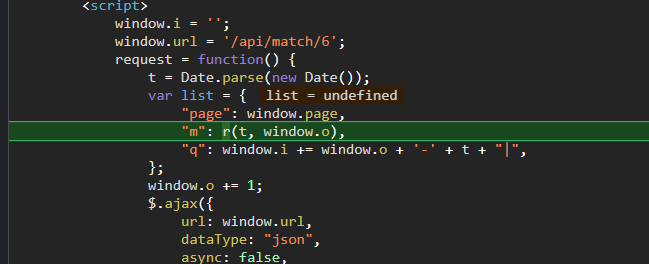 <script>
window.i = '';
window.url = '/api/match/6';
request = function() {
t = Date.parse(new Date());
var list = { list = undefined
"page": window.page,
"m": r(t, window.o),
"q": window.i += window.o + '-' + t + "|",
};
window.o += 1;
$.ajax({
url: window.url,
dataType: "json",
async: false,